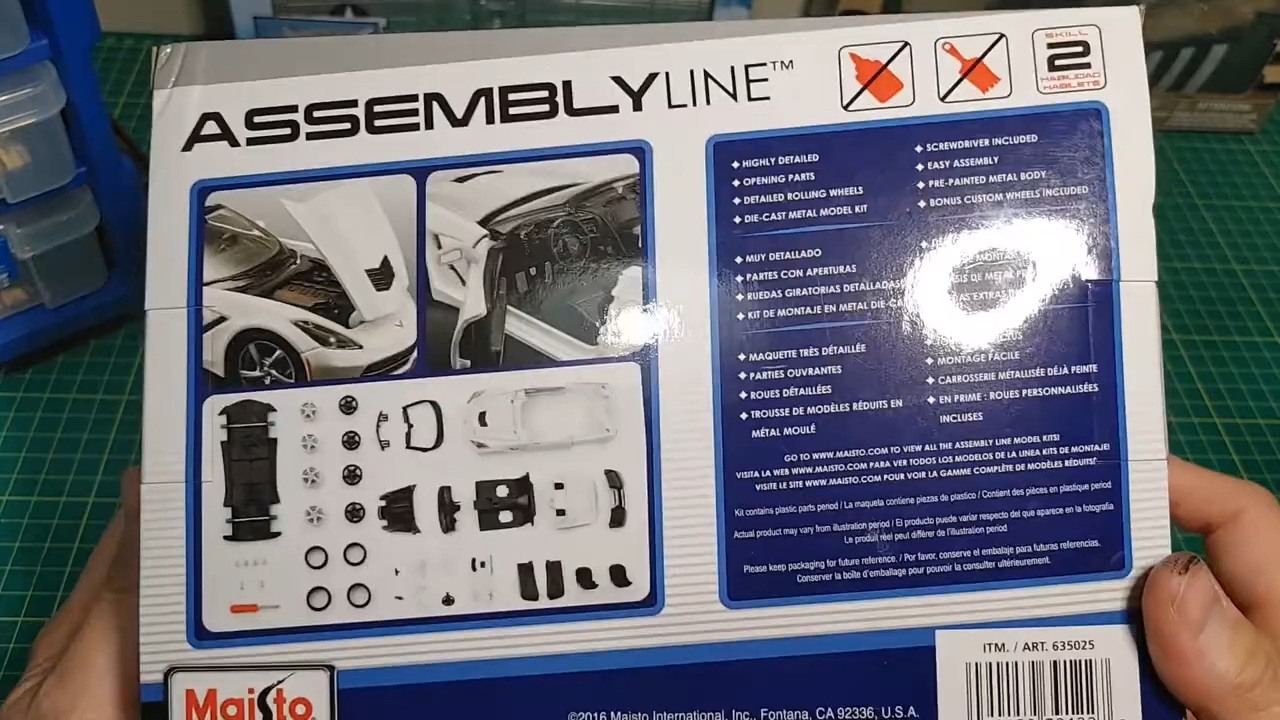 ASSEMBLYLINE™
SKILL
2
HABILIDAD
HABILETÉ
HIGHLY DETAILED
OPENING PARTS
DETAILED ROLLING WHEELS
DIE-CAST METAL MODEL KIT
SCREWDRIVER INCLUDED
EASY ASSEMBLY
PRE-PAINTED METAL BODY
BONUS CUSTOM WHEELS INCLUDED
MUY DETALLADO
PARTES CON APERTURAS
RUEDAS GIRATORIAS DETALLADAS
KIT DE MONTAJE EN METAL
DE METAL
EXTRAS
MAQUETTE TRÈS DÉTAILLÉE
PARTIES OUVRANTES
ROUES DÉTAILLÉES
TROUSSE DE MODÈLES RÉDUITS EN
MÉTAL MOULÉ
MONTAGE FACILE
CARROSSERIE MÉTALLISÉE DÉJÀ PEINTE
EN PRIME : ROUES PERSONNALISÉES
INCLUSES
GO TO WWW.MAISTO.COM TO VIEW ALL THE ASSEMBLY LINE MODEL KITS!
VISITA LA WEB WWW.MAISTO.COM PARA VER TODOS LOS MODELOS DE LA LINEA KITS DE MONTAJE!
VISITE LE SITE WWW.MAISTO.COM POUR VOIR LA GAMME COMPLÈTE DE MODÈLES RÉDUITS!
Kit contains plastic parts period / La maqueta contiene piezas de plastico / Contient des pièces en plastique period
Actual product may vary from illustration period / El producto puede variar respecto del que aparece en la fotografia
Le produit réel peut différer de l'illustration period
Please keep packaging for future reference. / Por favor, conserve el embalaje para futuras referencias.
Conserver la boîte d'emballage pour pouvoir la consulter ultérieurement.
ITM. / ART. 635025
Maisto
©2016 Maisto International, Inc., Fontana, CA 92336, U.S.A.